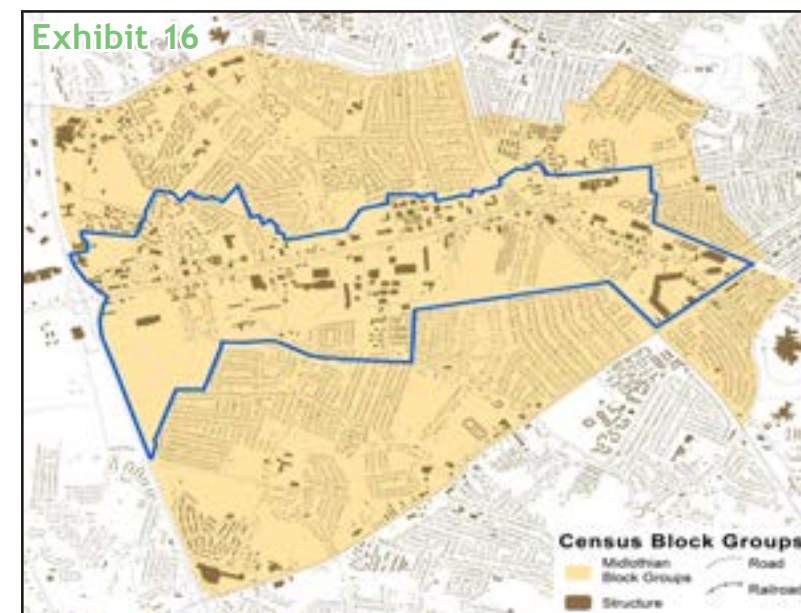 Exhibit 16
Census Block Groups
Midlothian
Block Groups
Road
Railroad
Structure